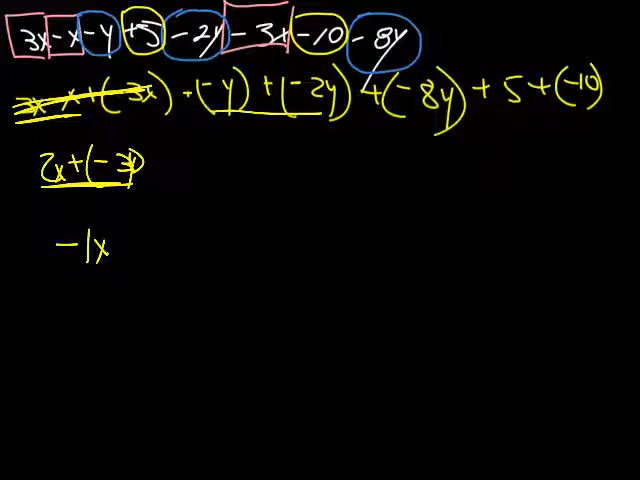 3x - x - y + 5 - 2y - 3x - 10 - 8y
3x - x + (-3x) + (-y) + (-2y) + (-8y) + 5 + (-10)
2x + (-3x)
-1x